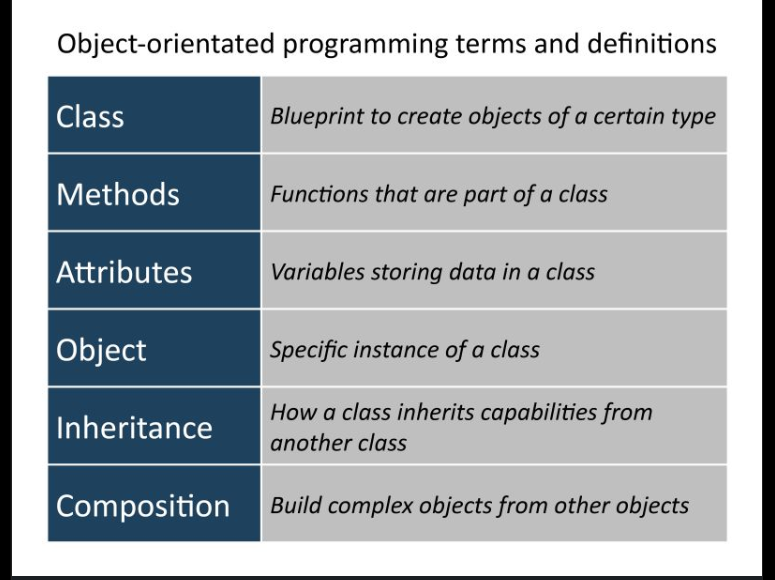 Object-orientated programming terms and definitions
Class
Blueprint to create objects of a certain type
Methods
Functions that are part of a class
Attributes
Variables storing data in a class
Object
Specific instance of a class
Inheritance
How a class inherits capabilities from
another class
Composition
Build complex objects from other objects